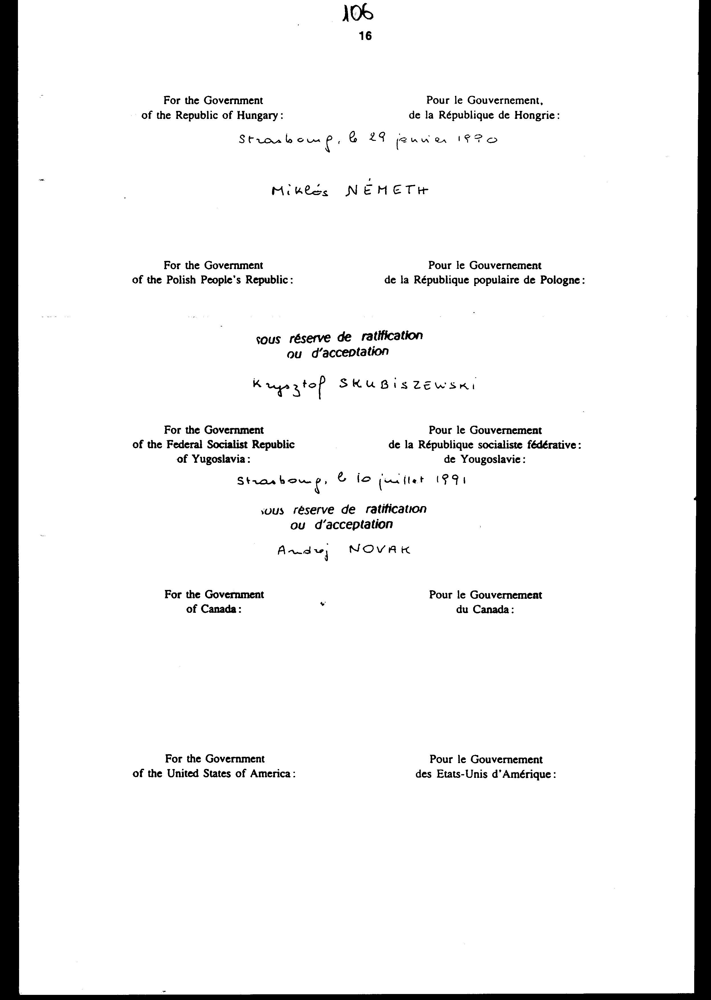 106
16
For the Government
of the Republic of Hungary:
Pour le Gouvernement,
de la République de Hongrie:
Strasbourg, le 29 janvier 1990
Miklós NÉMETH
For the Government
of the Polish People's Republic:
Pour le Gouvernement
de la République populaire de Pologne:
sous réserve de ratification
ou d'acceptation
Krzysztof SKUBISZEWSKI
For the Government
of the Federal Socialist Republic
of Yugoslavia:
Pour le Gouvernement
de la République socialiste fédérative:
de Yougoslavie:
Strasbourg, le 10 juillet 1991
sous réserve de ratification
ou d'acceptation
Andrej NOVAK
For the Government
of Canada:
Pour le Gouvernement
du Canada:
For the Government
of the United States of America:
Pour le Gouvernement
des Etats-Unis d'Amérique: